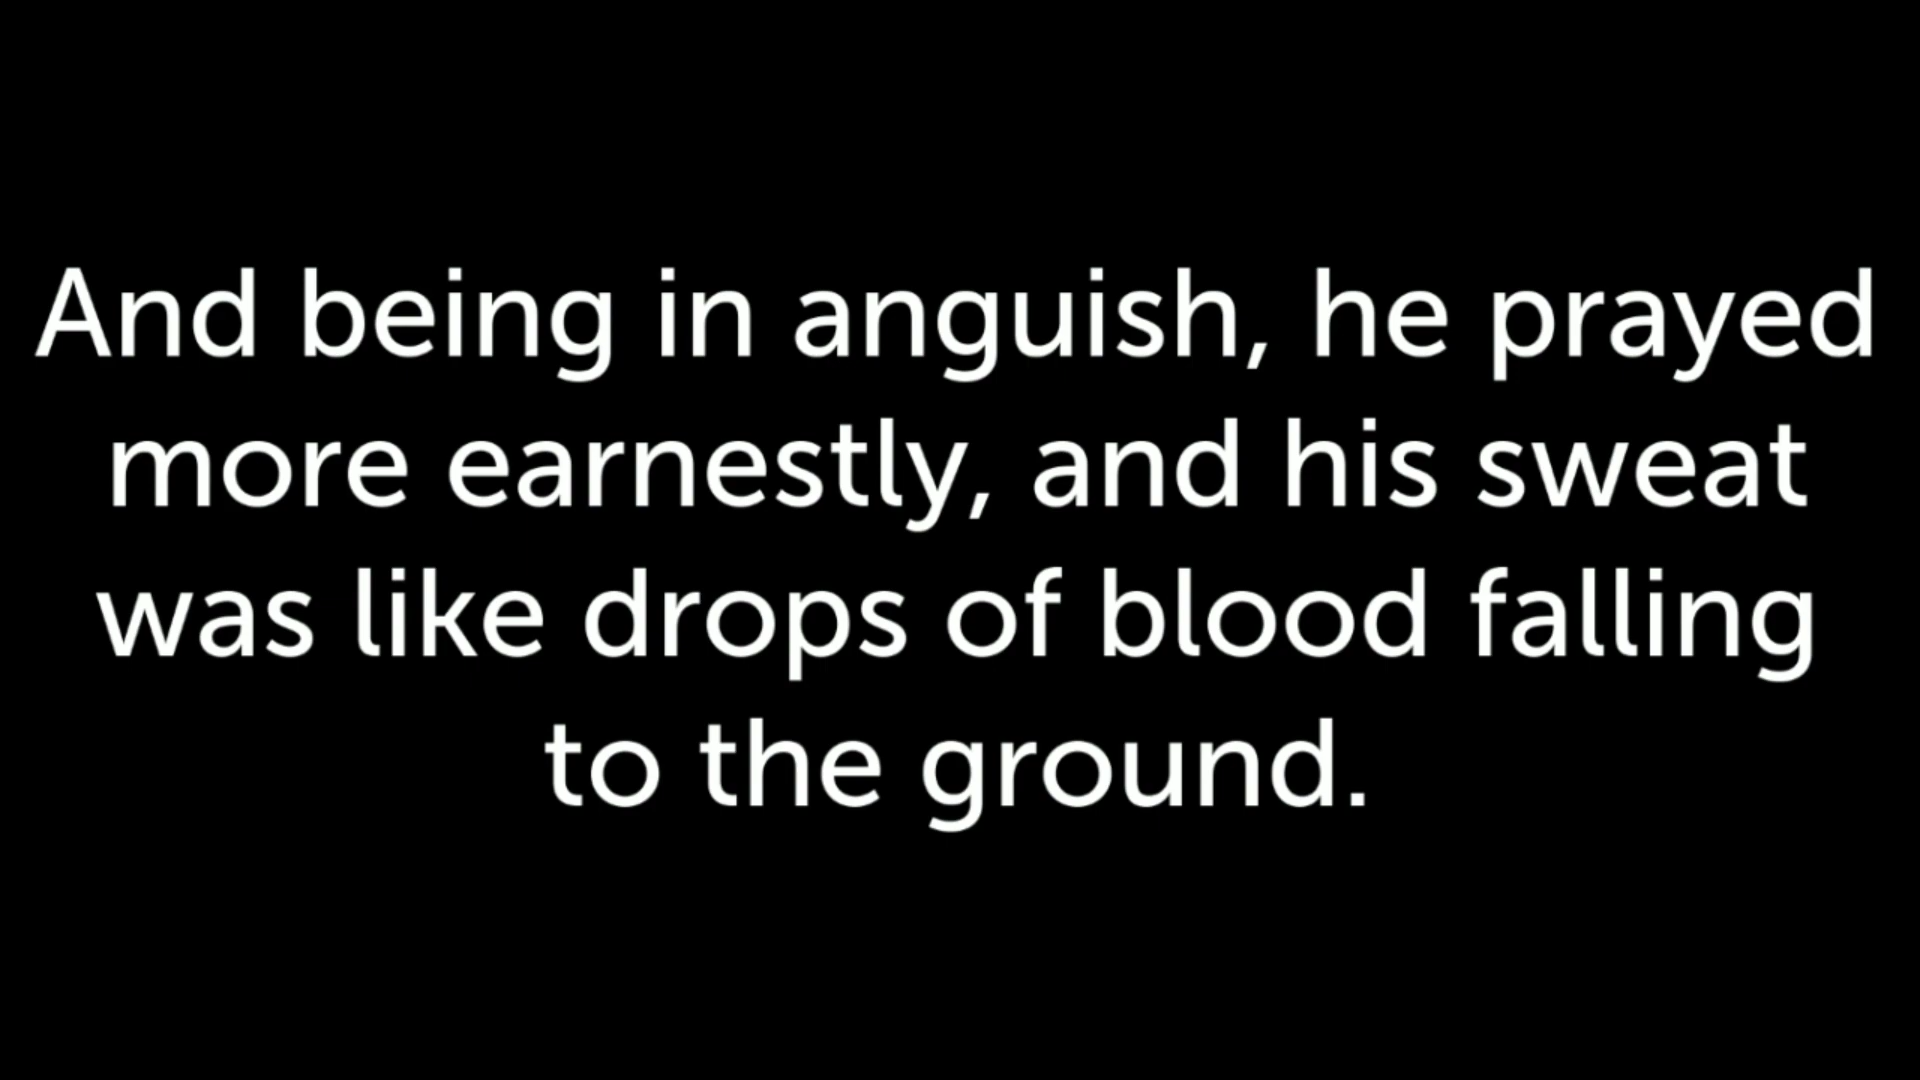 And being in anguish, he prayed
more earnestly, and his sweat
was like drops of blood falling
to the ground.